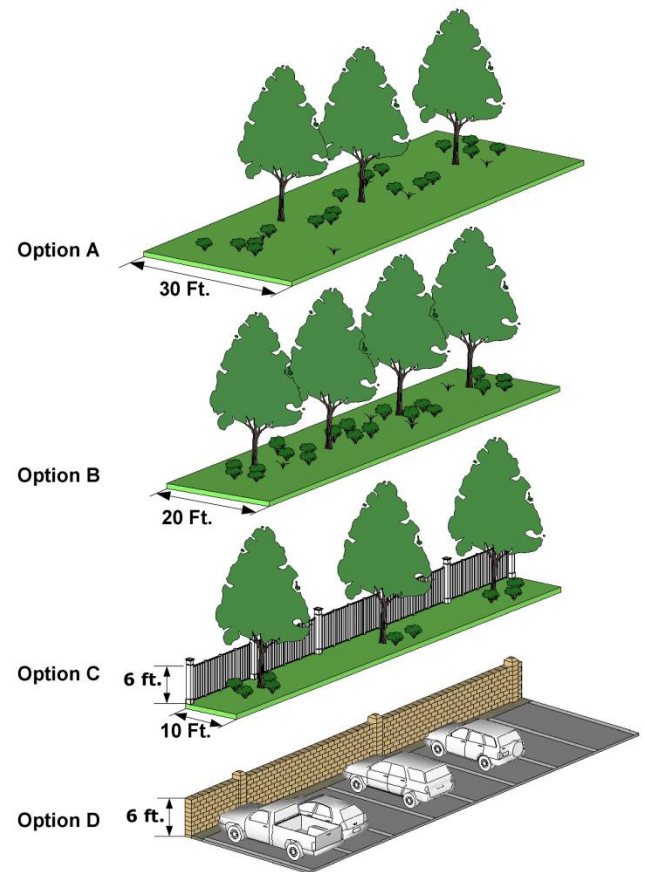 Option A
30 Ft.
Option B
20 Ft.
Option C
6 ft.
10 Ft.
Option D
6 ft.